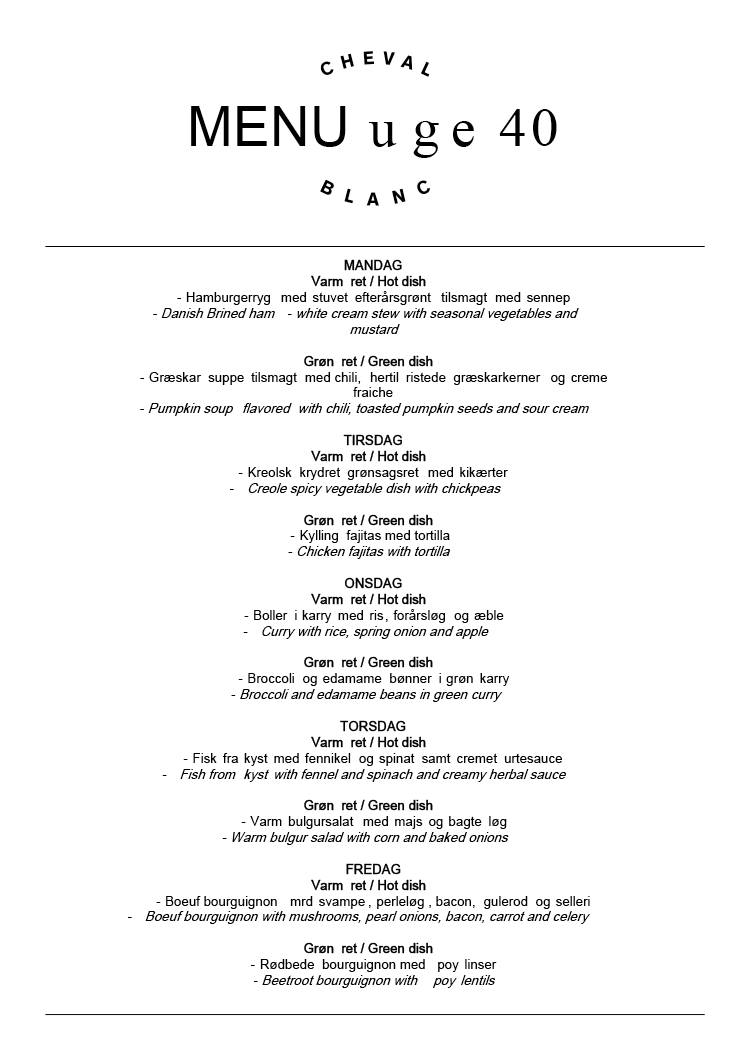 CHEVAL
MENU uge 40
BLANC
MANDAG
Varm ret / Hot dish
- Hamburgerryg med stuvet efterårsgrønt tilsmagt med sennep
- Danish Brined ham - white cream stew with seasonal vegetables and
mustard
Grøn ret / Green dish
- Græskar suppe tilsmagt med chili, hertil ristede græskarkerner og creme
fraiche
- Pumpkin soup flavored with chili, toasted pumpkin seeds and sour cream
TIRSDAG
Varm ret / Hot dish
- Kreolsk krydret grønsagsret med kikærter
- Creole spicy vegetable dish with chickpeas
Grøn ret / Green dish
- Kylling fajitas med tortilla
- Chicken fajitas with tortilla
ONSDAG
Varm ret / Hot dish
- Boller i karry med ris, forårsløg og æble
- Curry with rice, spring onion and apple
Grøn ret / Green dish
- Broccoli og edamame bønner i grøn karry
- Broccoli and edamame beans in green curry
TORSDAG
Varm ret / Hot dish
- Fisk fra kyst med fennikel og spinat samt cremet urtesauce
- Fish from kyst with fennel and spinach and creamy herbal sauce
Grøn ret / Green dish
- Varm bulgursalat med majs og bagte løg
- Warm bulgur salad with corn and baked onions
FREDAG
Varm ret / Hot dish
- Boeuf bourguignon mrd svampe, perleløg, bacon, gulerod og selleri
- Boeuf bourguignon with mushrooms, pearl onions, bacon, carrot and celery
Grøn ret / Green dish
- Rødbede bourguignon med poy linser
- Beetroot bourguignon with poy lentils